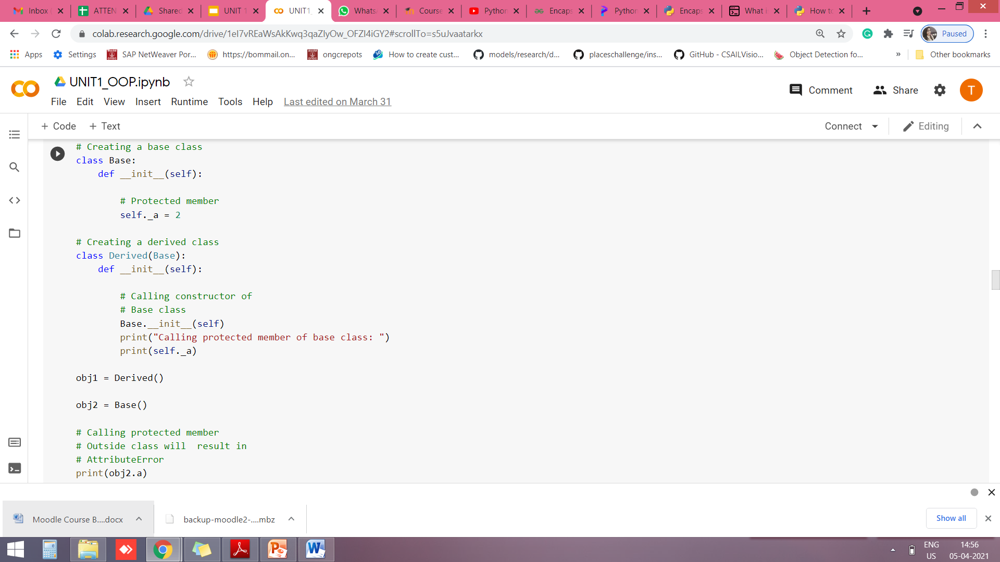 Inbox
ATTEN
Shared
UNIT 1
UNIT1_
Whats
Course
Python
Encaps
Python
Encaps
What i
How to
colab.research.google.com/drive/1eI7vREaWsAkKwq3qaZIyOw_OFZI4iGY2#scrollTo=s5uJvaatarkx
Paused
Apps
Settings
SAP NetWeaver Por...
https://bommail.on...
ongcrepots
How to create cust...
models/research/d...
placeschallenge/ins...
GitHub - CSAILVisio...
Object Detection fo...
»
Other bookmarks
UNIT1_OOP.ipynb
Comment
Share
T
File Edit View Insert Runtime Tools Help Last edited on March 31
+ Code + Text
Connect
Editing
# Creating a base class
class Base:
def __init__(self):
# Protected member
self._a = 2
# Creating a derived class
class Derived(Base):
def __init__(self):
# Calling constructor of
# Base class
Base.__init__(self)
print("Calling protected member of base class: ")
print(self._a)
obj1 = Derived()
obj2 = Base()
# Calling protected member
# Outside class will  result in
# AttributeError
print(obj2.a)
Moodle Course B....docx
backup-moodle2-....mbz
Show all
ENG
US
14:56
05-04-2021